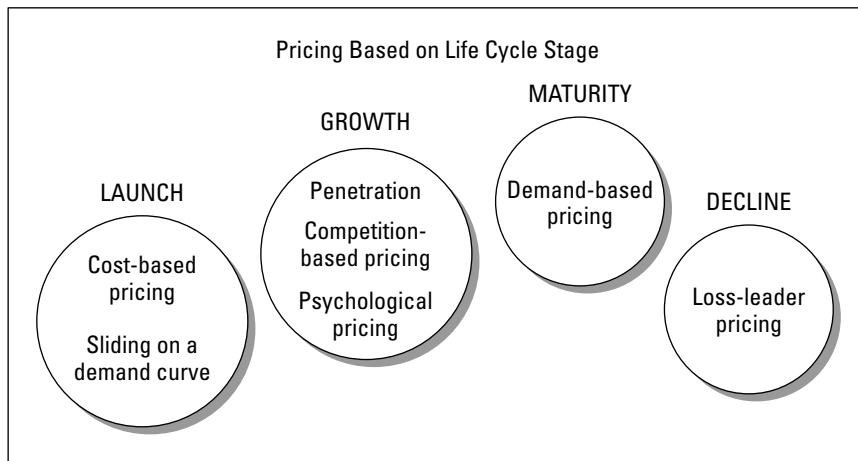 Pricing Based on Life Cycle Stage
LAUNCH
Cost-based
pricing
Sliding on a
demand curve
GROWTH
Penetration
Competition-
based pricing
Psychological
pricing
MATURITY
Demand-based
pricing
DECLINE
Loss-leader
pricing